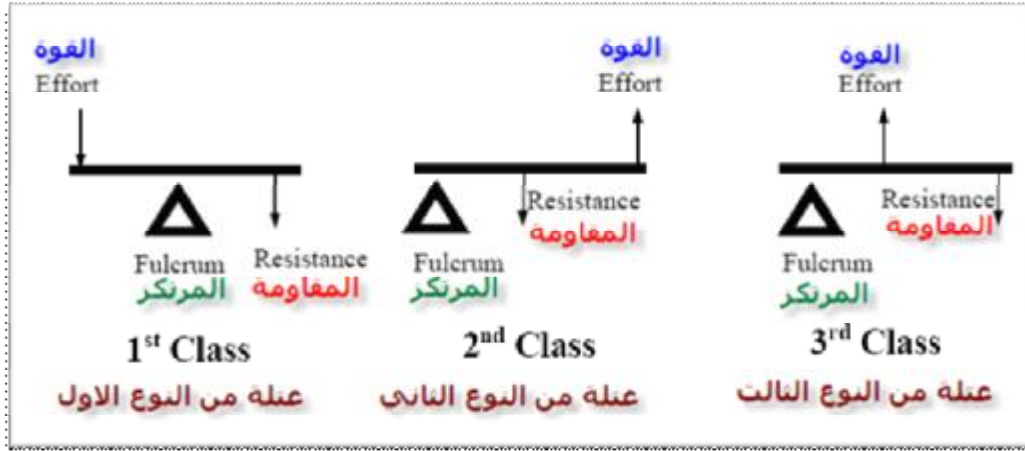 القوة
Effort
Fulcrum
المرتكز
Resistance
المقاومة
1st Class
عتلة من النوع الاول
القوة
Effort
Resistance
المقاومة
Fulcrum
المرتكز
2nd Class
عتلة من النوع الثاني
القوة
Effort
Resistance
المقاومة
Fulcrum
المرتكز
3rd Class
عتلة من النوع الثالث